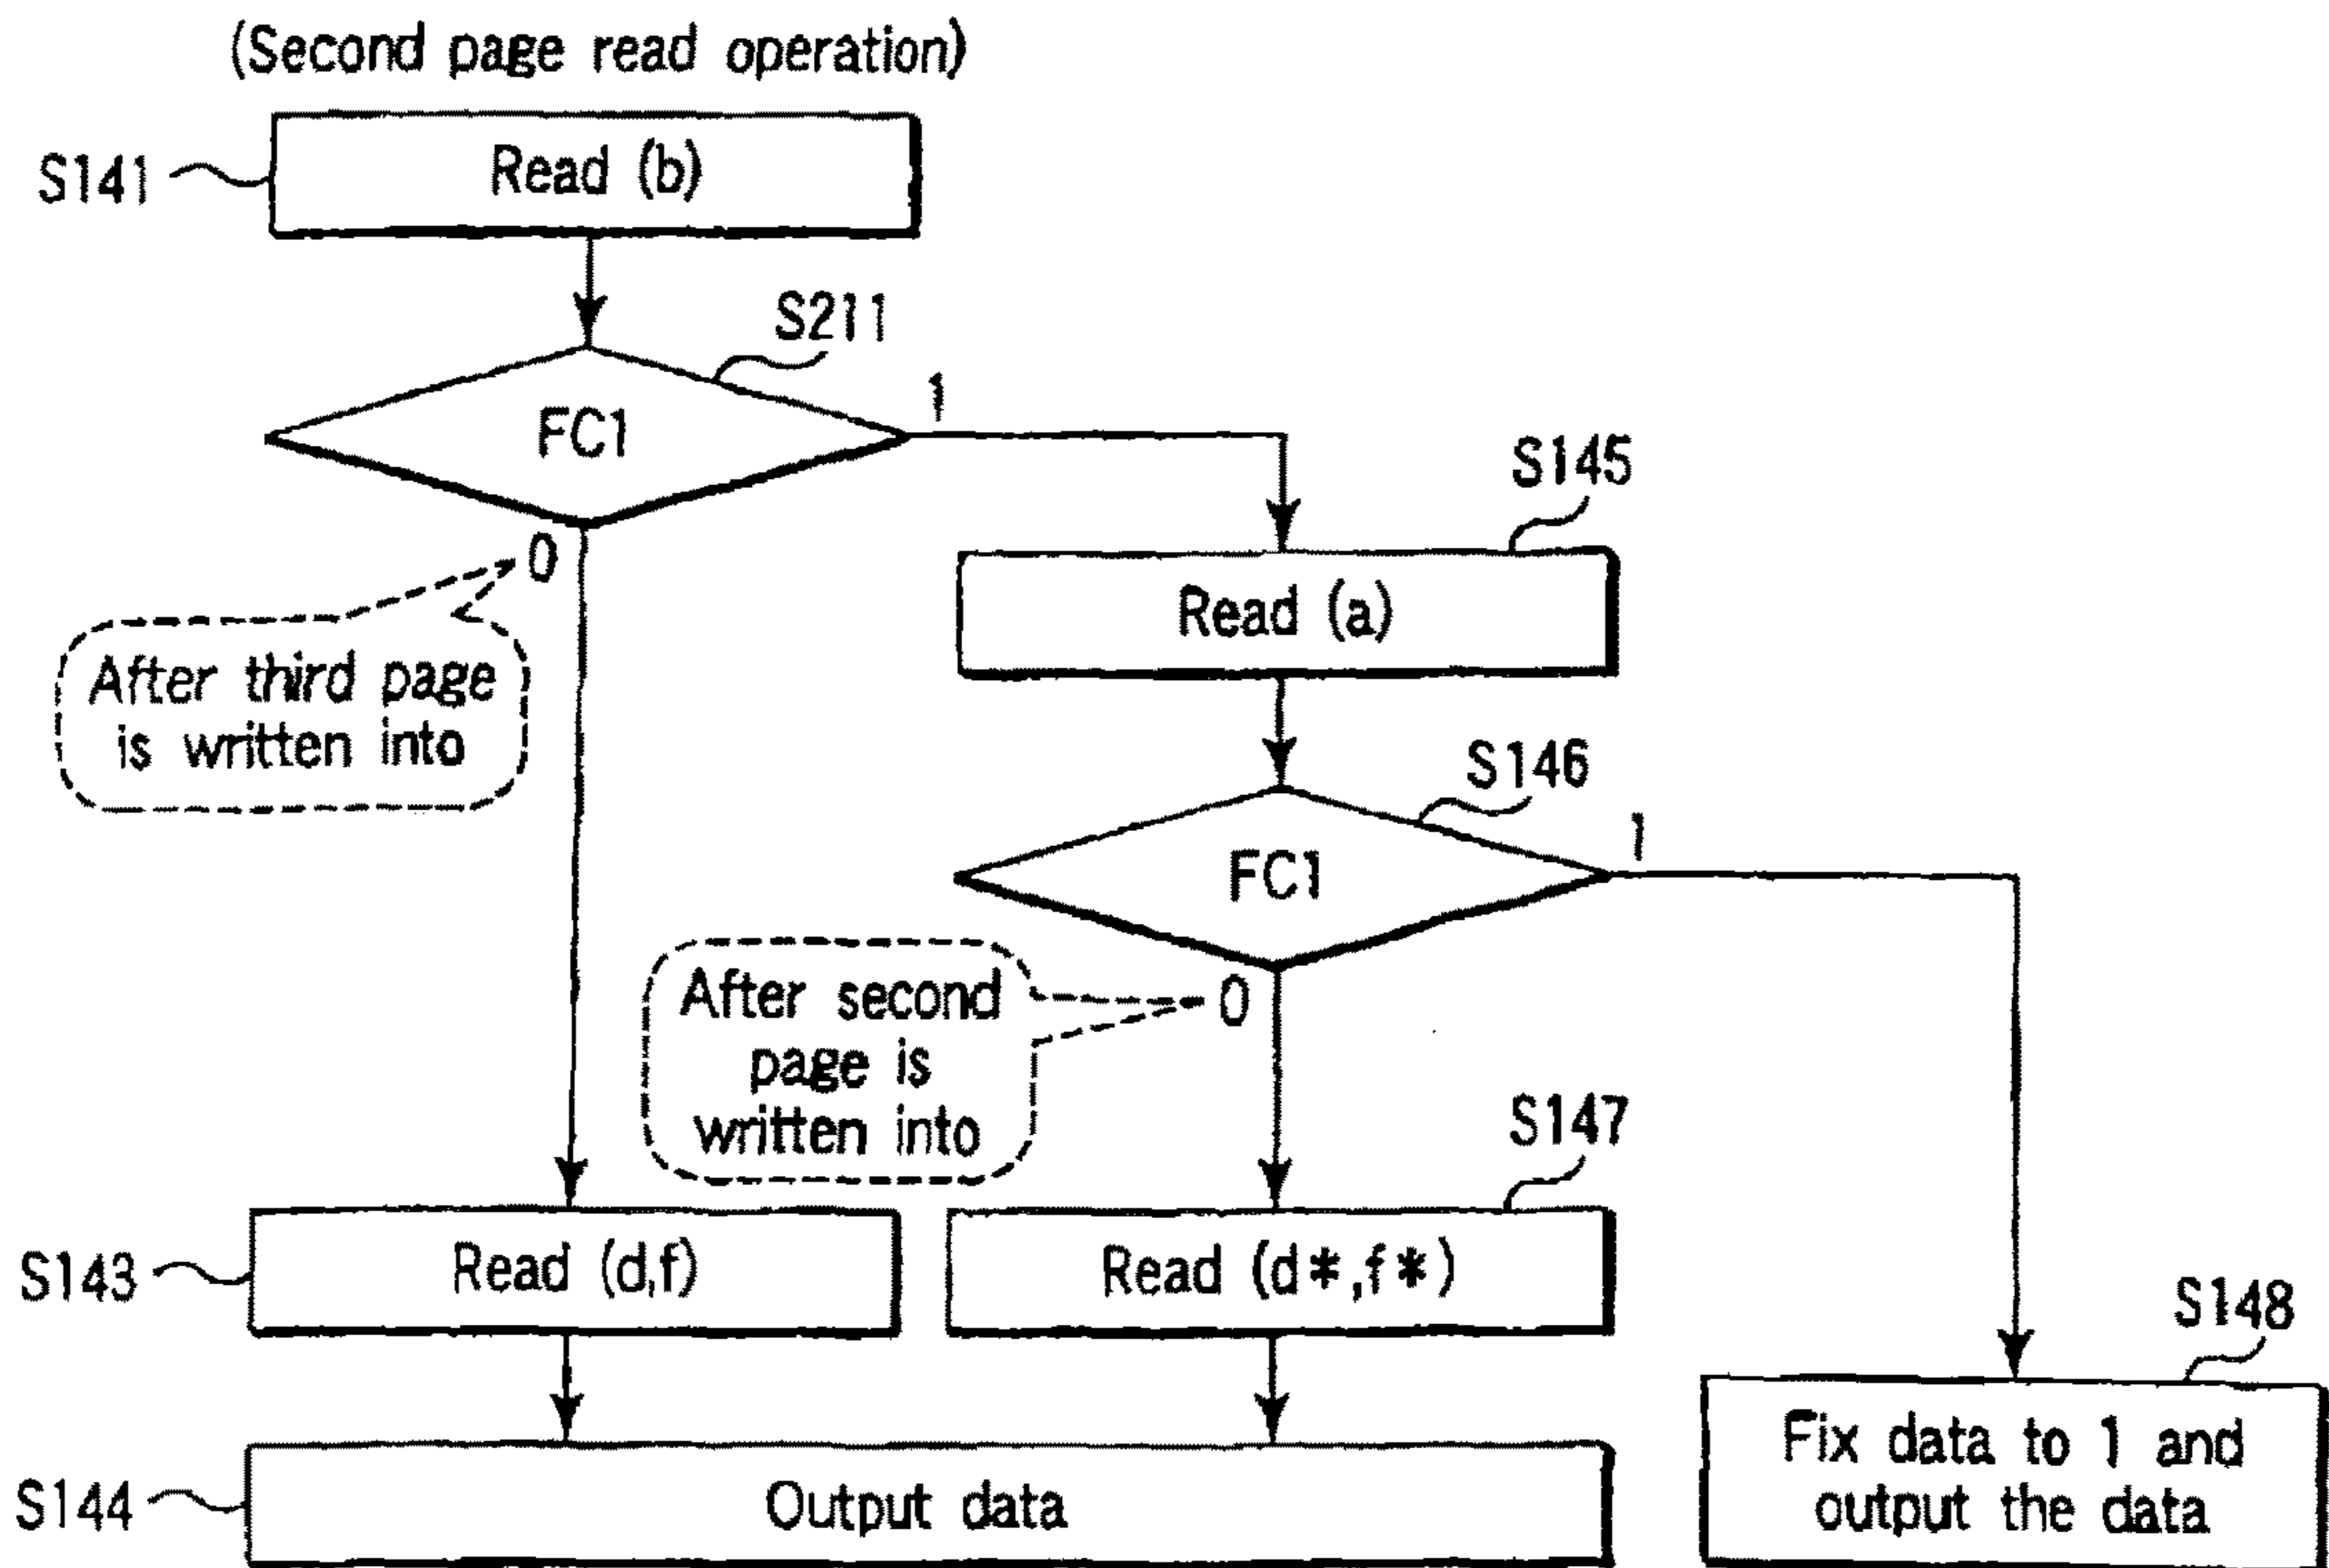 (Second page read operation)
S141
Read (b)
S211
FC1
1
0
After third page
is written into
S145
Read (a)
S146
FC1
1
0
After second
page is
written into
S147
S143
Read (d,f)
Read (d*,f*)
S148
Fix data to 1 and
output the data
S144
Output data